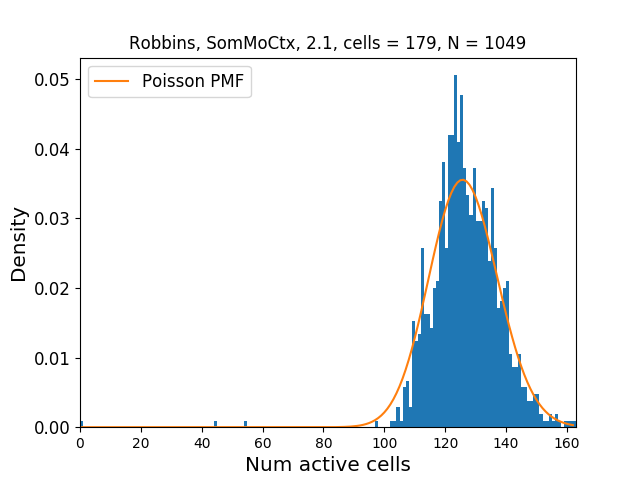 Robbins, SomMoCtx, 2.1, cells = 179, N = 1049
Poisson PMF
0.05
0.04
0.03
0.02
0.01
0.00
Density
0 20 40 60 80 100 120 140 160
Num active cells